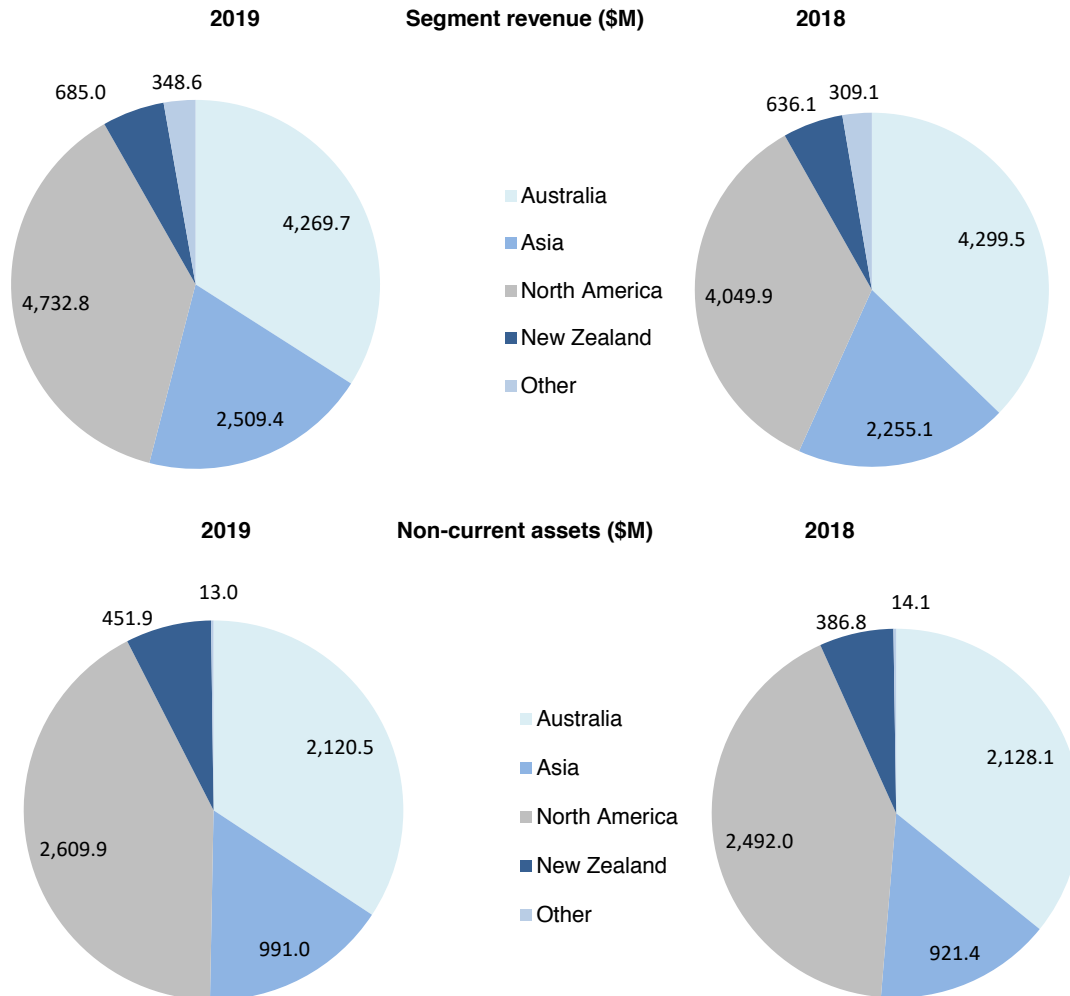 2019 Segment revenue ($M) 2018
685.0 348.6
4,269.7
4,732.8
2,509.4
Australia
Asia
North America
New Zealand
Other
636.1 309.1
4,299.5
4,049.9
2,255.1
2019 Non-current assets ($M) 2018
451.9 13.0
2,120.5
2,609.9
991.0
Australia
Asia
North America
New Zealand
Other
386.8 14.1
2,128.1
2,492.0
921.4